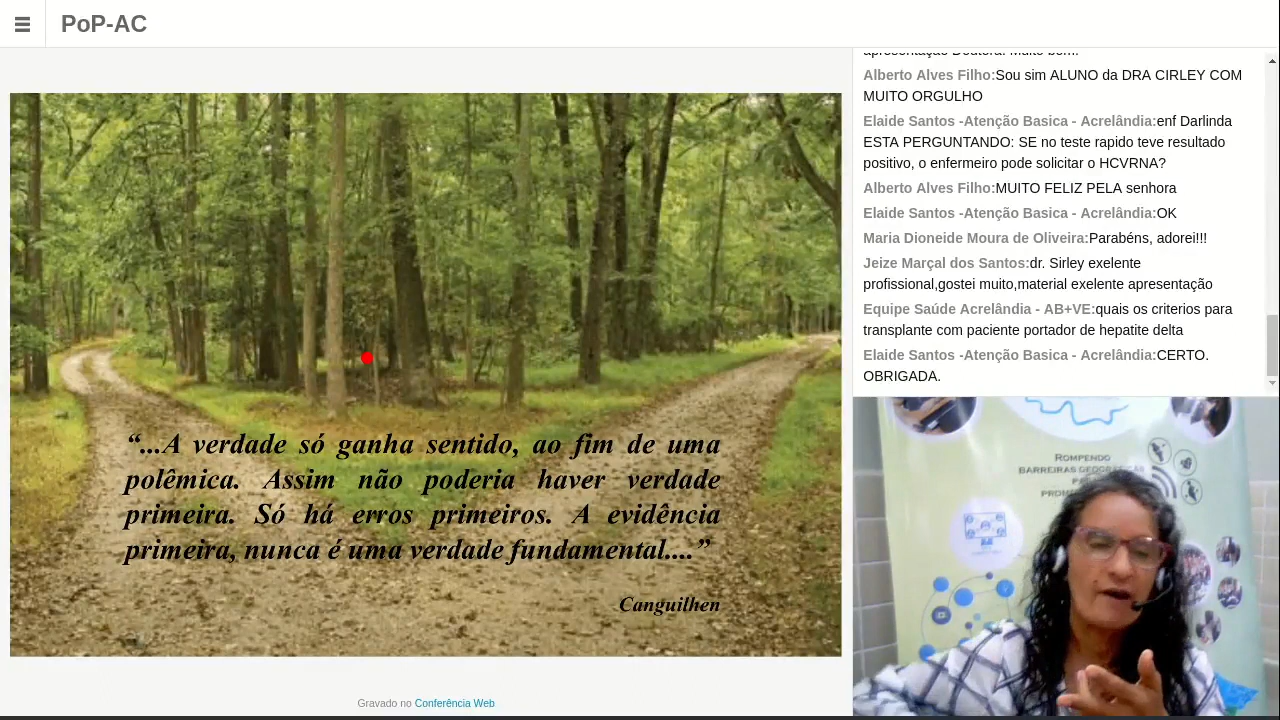 PoP-AC
“...A verdade só ganha sentido, ao fim de uma
polêmica. Assim não poderia haver verdade
primeira. Só há erros primeiros. A evidência
primeira, nunca é uma verdade fundamental....”
Canguilhen
Gravado no Conferência Web
apresentação Doutora! Muito bem!
Alberto Alves Filho:Sou sim ALUNO da DRA CIRLEY COM
MUITO ORGULHO
Elaide Santos -Atenção Basica - Acrelândia:enf Darlinda
ESTA PERGUNTANDO: SE no teste rapido teve resultado
positivo, o enfermeiro pode solicitar o HCVRNA?
Alberto Alves Filho:MUITO FELIZ PELA senhora
Elaide Santos -Atenção Basica - Acrelândia:OK
Maria Dioneide Moura de Oliveira:Parabéns, adorei!!!
Jeize Marçal dos Santos:dr. Sirley exelente
profissional,gostei muito,material exelente apresentação
Equipe Saúde Acrelândia - AB+VE:quais os criterios para
transplante com paciente portador de hepatite delta
Elaide Santos -Atenção Basica - Acrelândia:CERTO.
OBRIGADA.
ROMPENDO
BARREIRAS